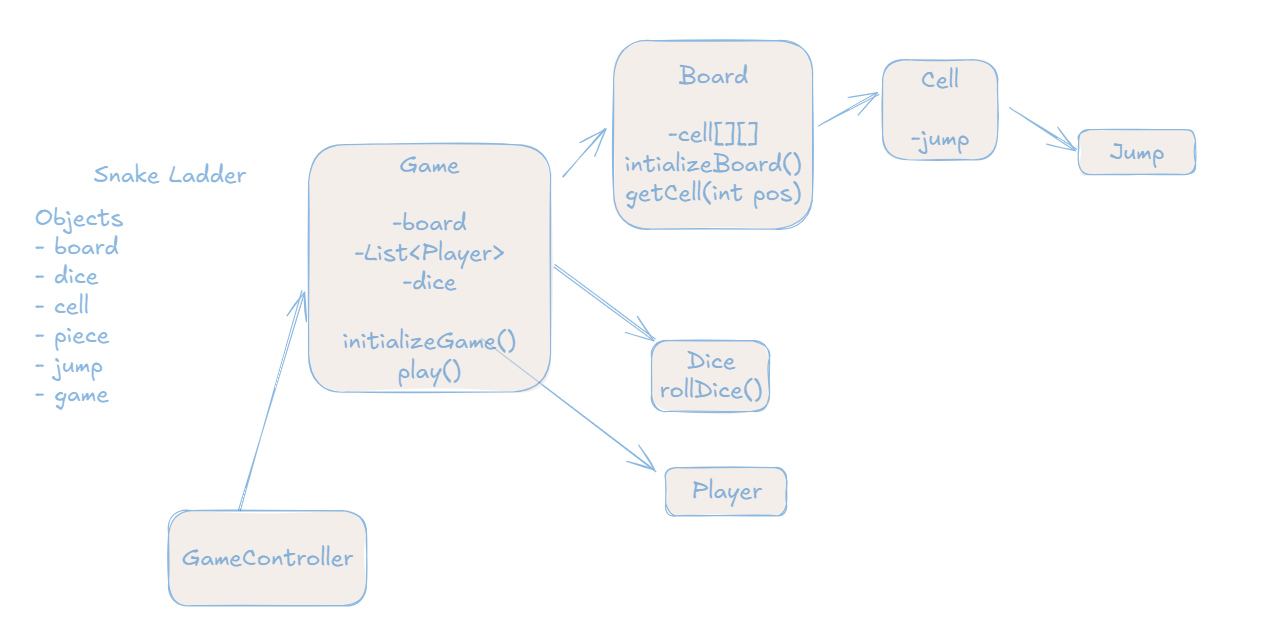 Snake Ladder
Objects
- board
- dice
- cell
- piece
- jump
- game
GameController
Game
-board
-List<Player>
-dice
initializeGame()
play()
Board
-cell[][]
intializeBoard()
getCell(int pos)
Cell
-jump
Jump
Dice
rollDice()
Player